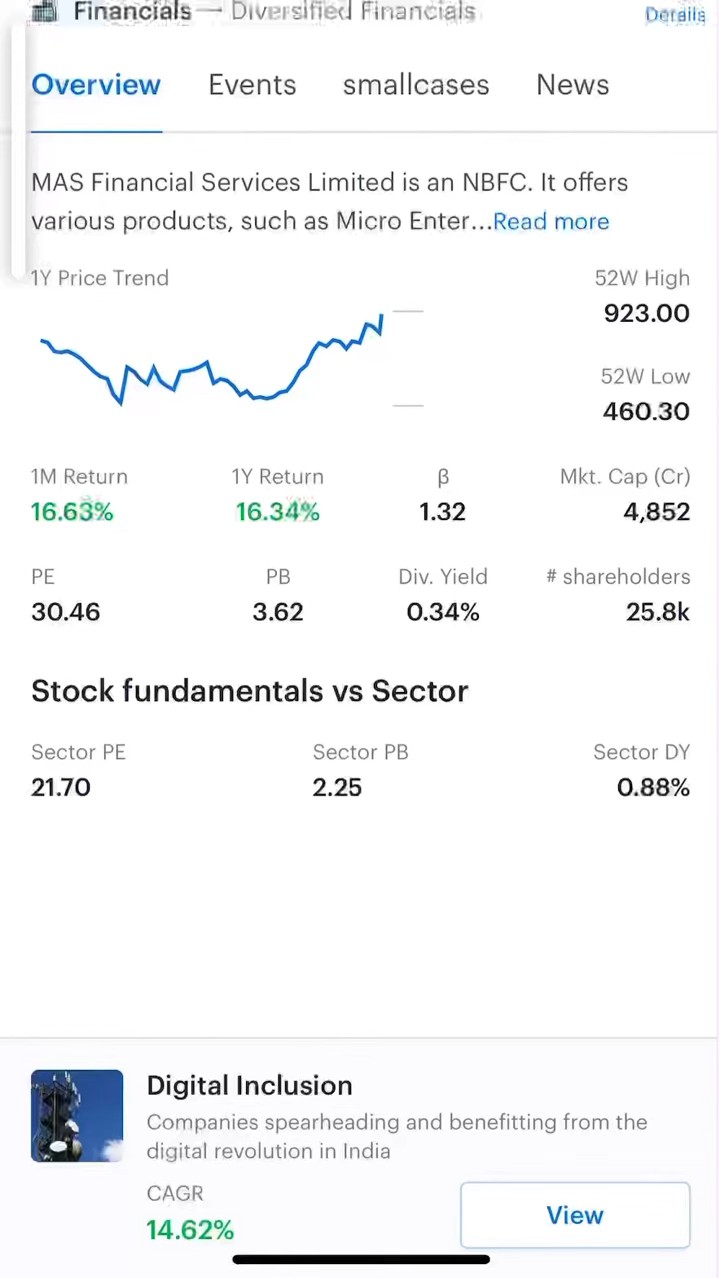 Financials — Diversified Financials Details
Overview Events smallcases News
MAS Financial Services Limited is an NBFC. It offers
various products, such as Micro Enter...Read more
1Y Price Trend 52W High
923.00
52W Low
460.30
1M Return 1Y Return β Mkt. Cap (Cr)
16.63% 16.34% 1.32 4,852
PE PB Div. Yield # shareholders
30.46 3.62 0.34% 25.8k
Stock fundamentals vs Sector
Sector PE Sector PB Sector DY
21.70 2.25 0.88%
Digital Inclusion
Companies spearheading and benefitting from the
digital revolution in India
CAGR
14.62% View